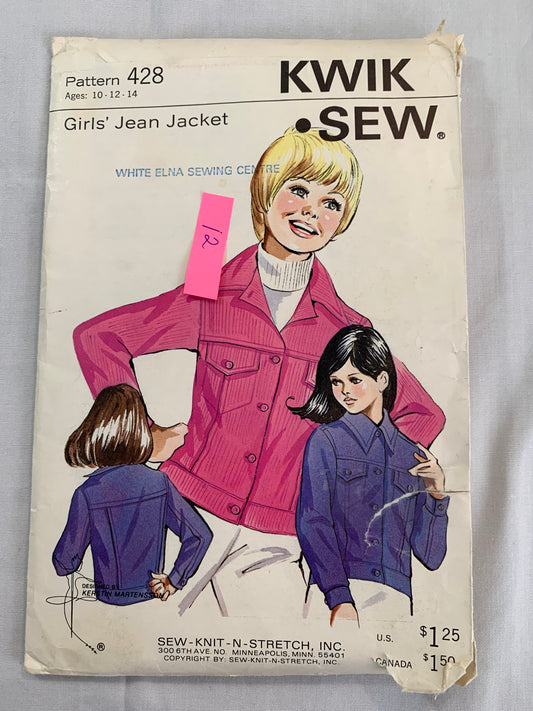 Pattern 428
Ages: 10 - 12 - 14
Girls' Jean Jacket
KWIK
•SEW®
WHITE ELNA SEWING CENTRE
12
DESIGNED BY
KERSTIN MARTENSSON
®
SEW-KNIT-N-STRETCH, INC.
300 6TH AVE. NO. MINNEAPOLIS, MINN. 55401
COPYRIGHT BY: SEW-KNIT-N-STRETCH, INC.
U.S. $1.25
CANADA $1.50